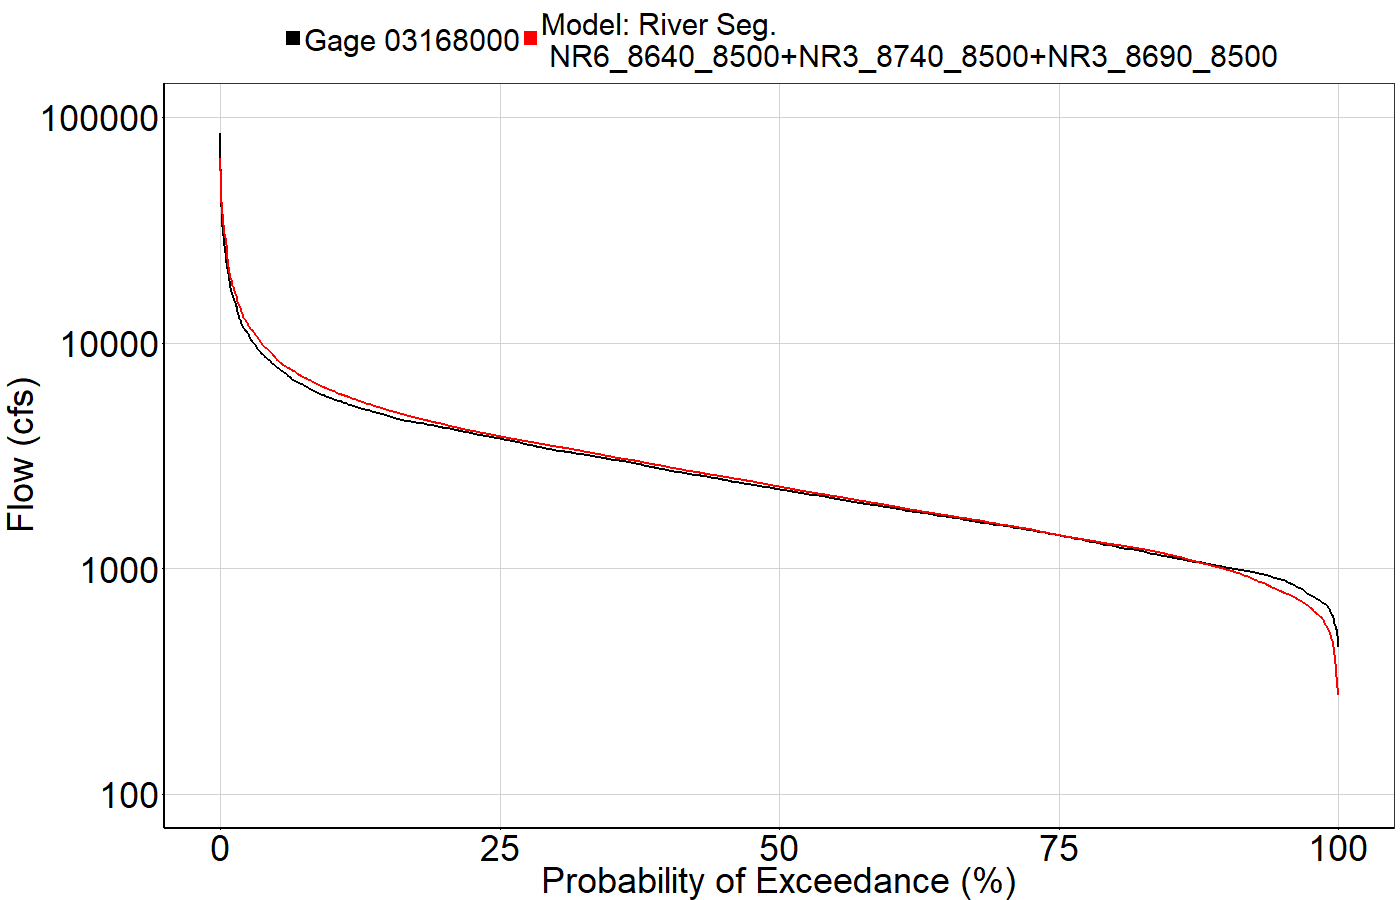 Gage 03168000
Model: River Seg.
NR6_8640_8500+NR3_8740_8500+NR3_8690_8500
100000
10000
1000
100
Flow (cfs)
0 25 50 75 100
Probability of Exceedance (%)